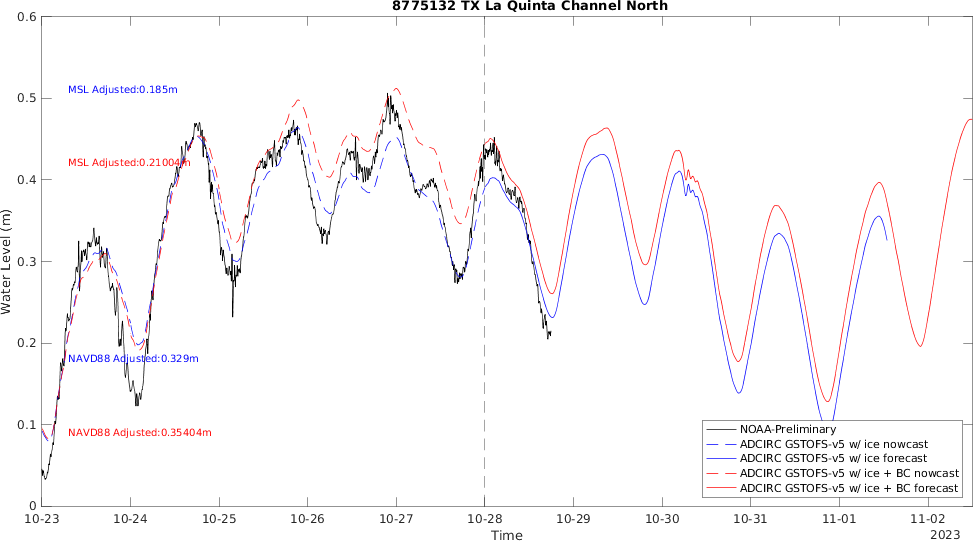 8775132 TX La Quinta Channel North
0.6
0.5
0.4
0.3
0.2
0.1
0
Water Level (m)
MSL Adjusted:0.185m
MSL Adjusted:0.21004m
NAVD88 Adjusted:0.329m
NAVD88 Adjusted:0.35404m
NOAA-Preliminary
ADCIRC GSTOFS-v5 w/ ice nowcast
ADCIRC GSTOFS-v5 w/ ice forecast
ADCIRC GSTOFS-v5 w/ ice + BC nowcast
ADCIRC GSTOFS-v5 w/ ice + BC forecast
10-23 10-24 10-25 10-26 10-27 10-28 10-29 10-30 10-31 11-01 11-02
Time
2023